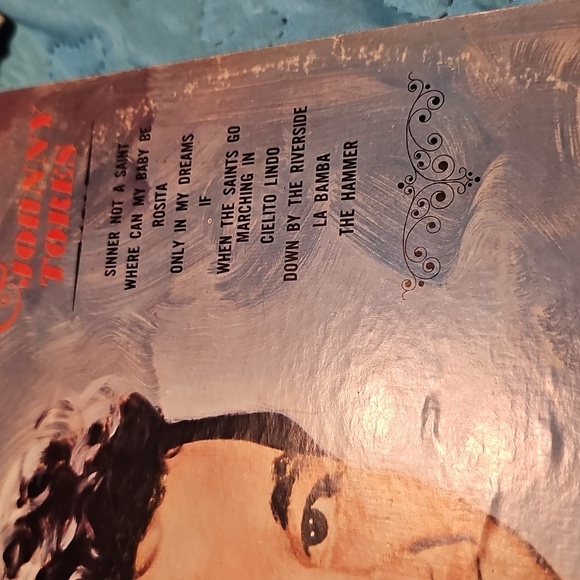 JOHNNY
TORES
SINNER NOT A SAINT
WHERE CAN MY BABY BE
ROSITA
ONLY IN MY DREAMS
IF
WHEN THE SAINTS GO
MARCHING IN
CIELITO LINDO
DOWN BY THE RIVERSIDE
LA BAMBA
THE HAMMER